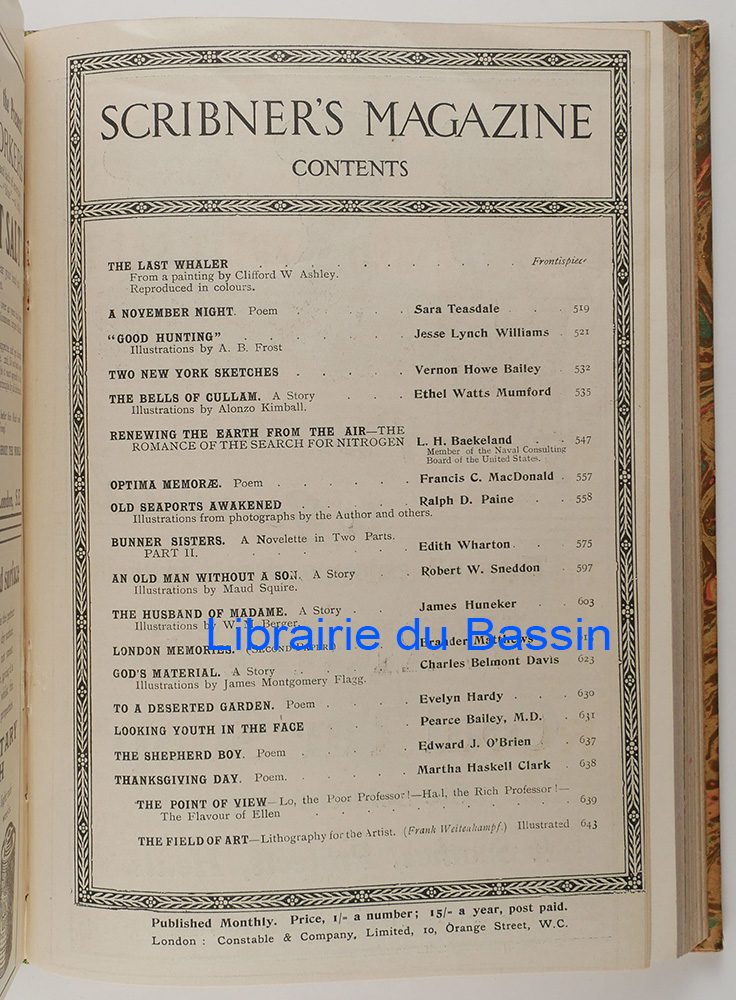 SCRIBNER'S MAGAZINE
CONTENTS
THE LAST WHALER . . . . . . . . . . Frontispiece
From a painting by Clifford W Ashley.
Reproduced in colours.
A NOVEMBER NIGHT. Poem . . . . . Sara Teasdale . . . 519
"GOOD HUNTING" . . . . . . . Jesse Lynch Williams . 521
Illustrations by A. B. Frost
TWO NEW YORK SKETCHES . . . . . Vernon Howe Bailey . 532
THE BELLS OF CULLAM. A Story . . . Ethel Watts Mumford . 535
Illustrations by Alonzo Kimball.
RENEWING THE EARTH FROM THE AIR—THE
ROMANCE OF THE SEARCH FOR NITROGEN L. H. Baekeland . . 547
Member of the Naval Consulting
Board of the United States.
OPTIMA MEMORÆ. Poem . . . . . Francis C. MacDonald . 557
OLD SEAPORTS AWAKENED . . . . . Ralph D. Paine . . 558
Illustrations from photographs by the Author and others.
BUNNER SISTERS. A Novelette in Two Parts.
PART II. . . . . . . Edith Wharton . . . 575
AN OLD MAN WITHOUT A SON. A Story . . Robert W. Sneddon . 597
Illustrations by Maud Squire.
THE HUSBAND OF MADAME. A Story . . . James Huneker . . 603
Illustrations by W. M. Berger.
Librairie du Bassin
LONDON MEMORIES. (SECOND PAPER) . . Brander Matthews
GOD'S MATERIAL. A Story . . . . . Charles Belmont Davis 623
Illustrations by James Montgomery Flagg.
TO A DESERTED GARDEN. Poem . . . . Evelyn Hardy . . . 630
LOOKING YOUTH IN THE FACE . . . . Pearce Bailey, M.D. . 631
THE SHEPHERD BOY. Poem . . . . . Edward J. O'Brien . . 637
THANKSGIVING DAY. Poem. . . . . . Martha Haskell Clark . 638
THE POINT OF VIEW—Lo, the Poor Professor!—Hail, the Rich Professor!—
The Flavour of Ellen . . . . . . . . . . 639
THE FIELD OF ART—Lithography for the Artist. (Frank Weitenkampf.) Illustrated 643
Published Monthly. Price, 1/- a number; 15/- a year, post paid.
London : Constable & Company, Limited, 10, Orange Street, W.C.